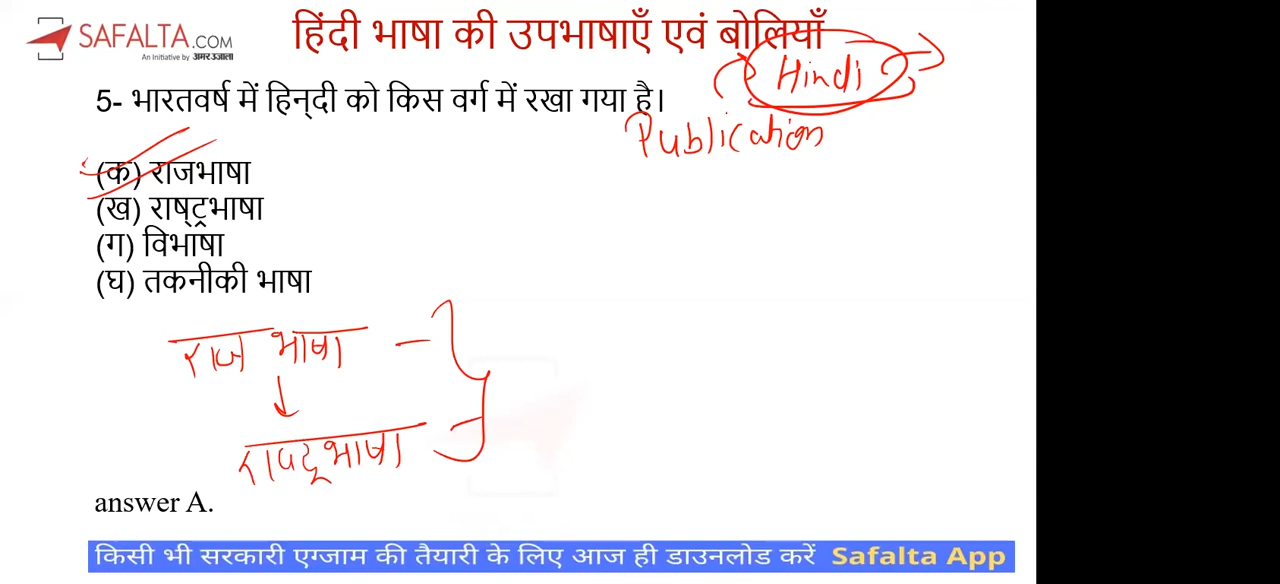 SAFALTA.COM
An Initiative by अमर उजाला
हिंदी भाषा की उपभाषाएँ एवं बोलियाँ
Hindi
5- भारतवर्ष में हिन्दी को किस वर्ग में रखा गया है।
Publication
(क) राजभाषा
(ख) राष्ट्रभाषा
(ग) विभाषा
(घ) तकनीकी भाषा
राज भाषा
राष्ट्रभाषा
answer A.
किसी भी सरकारी एग्जाम की तैयारी के लिए आज ही डाउनलोड करें Safalta App